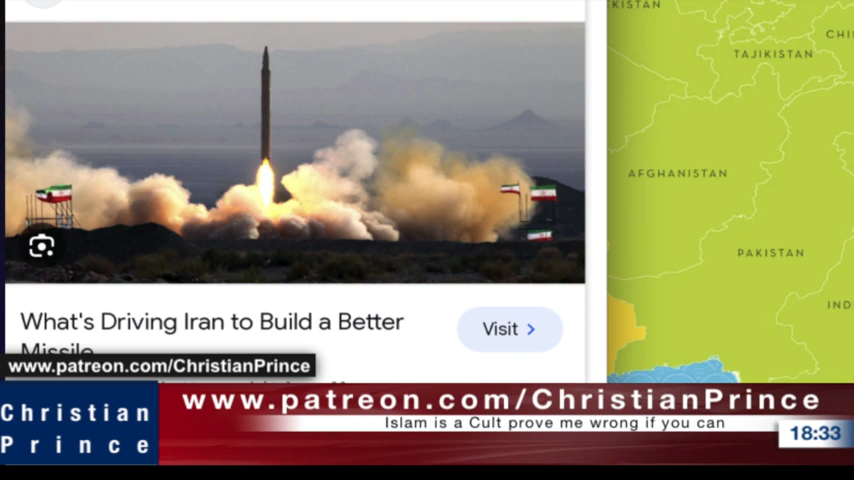 KISTAN
CHI
TAJIKISTAN
AFGHANISTAN
PAKISTAN
IND
What's Driving Iran to Build a Better
Missile
Visit >
www.patreon.com/ChristianPrince
Christian
Prince
www.patreon.com/ChristianPrince
Islam is a Cult prove me wrong if you can
18:33